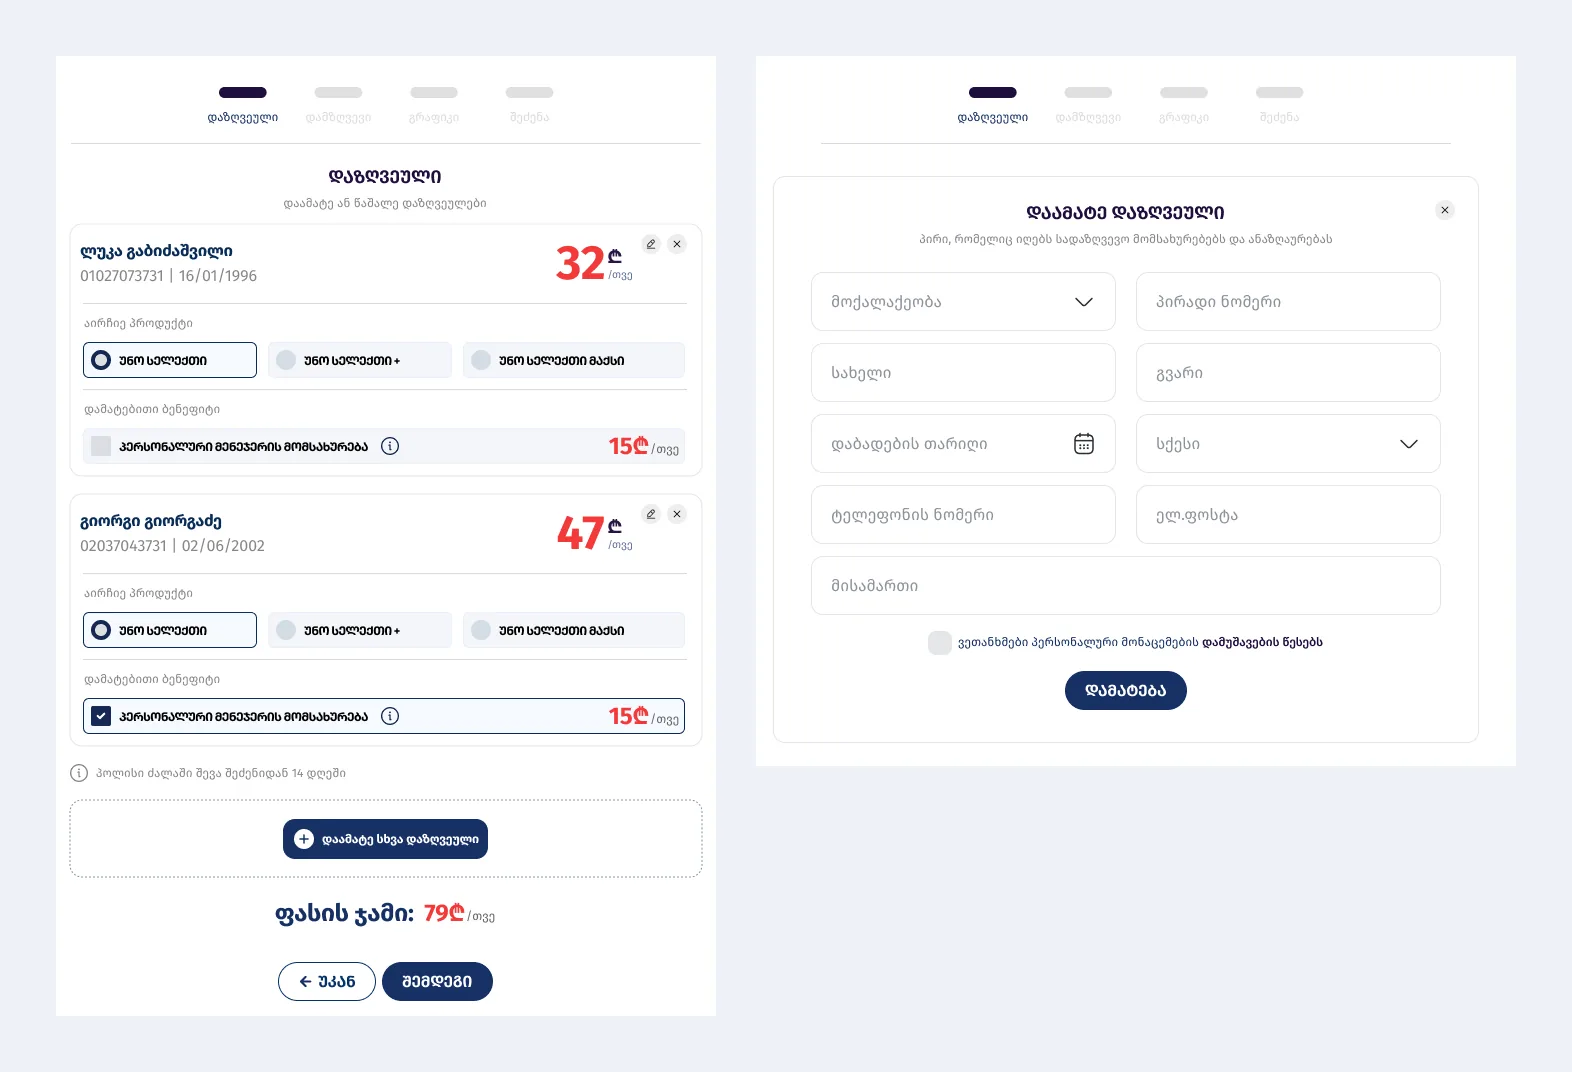 დაზღვეული დამზღვევი გრაფიკი შეძენა
დაზღვეული
დაამატე ან წაშალე დაზღვეულები
ლუკა გაბიძაშვილი
01027073731 | 16/01/1996
32₾ /თვე
აირჩიე პროდუქტი
უნო სელექთი
უნო სელექთი +
უნო სელექთი მაქსი
დამატებითი ბენეფიტი
პერსონალური მენეჯერის მომსახურება
15₾ /თვე
გიორგი გიორგაძე
02037043731 | 02/06/2002
47₾ /თვე
აირჩიე პროდუქტი
უნო სელექთი
უნო სელექთი +
უნო სელექთი მაქსი
დამატებითი ბენეფიტი
პერსონალური მენეჯერის მომსახურება
15₾ /თვე
პოლისი ძალაში შევა შეძენიდან 14 დღეში
დაამატე სხვა დაზღვეული
ფასის ჯამი: 79₾ /თვე
უკან
შემდეგი
დაზღვეული დამზღვევი გრაფიკი შეძენა
დაამატე დაზღვეული
პირი, რომელიც იღებს სადაზღვევო მომსახურებებს და ანაზღაურებას
მოქალაქეობა
პირადი ნომერი
სახელი
გვარი
დაბადების თარიღი
სქესი
ტელეფონის ნომერი
ელ.ფოსტა
მისამართი
ვეთანხმები პერსონალური მონაცემების დამუშავების წესებს
დამატება